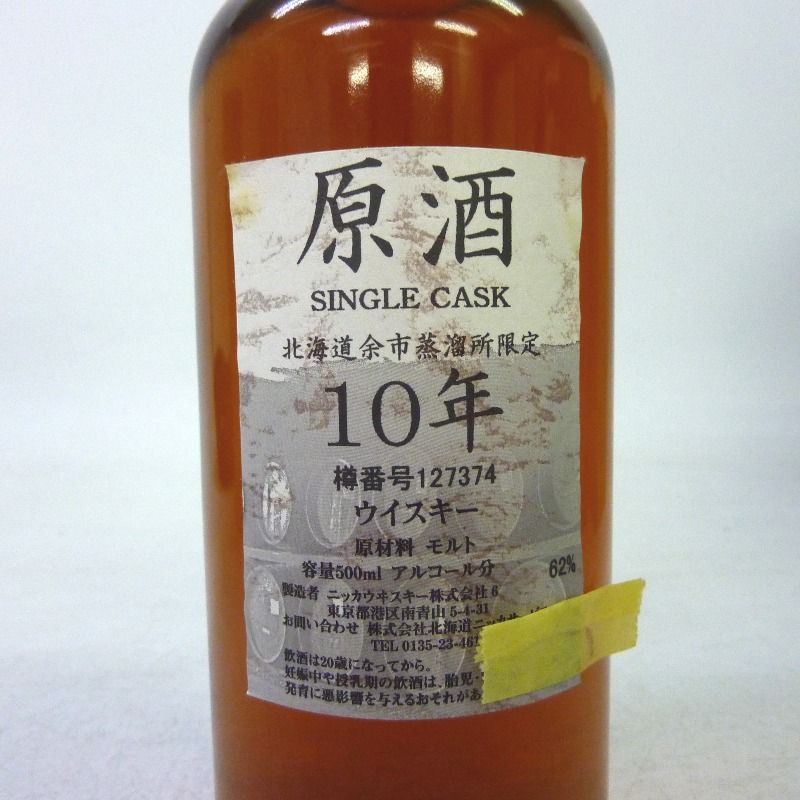 原酒
SINGLE CASK
北海道余市蒸溜所限定
10年
樽番号127374
ウイスキー
原材料 モルト
容量500ml アルコール分 62%
製造者 ニッカウヰスキー株式会社 6
東京都港区南青山 5-4-31
お問い合わせ 株式会社北海道ニッカサ
TEL 0135-23-461
飲酒は20歳になってから。
妊娠中や授乳期の飲酒は、胎児・
発育に悪影響を与えるおそれがあ